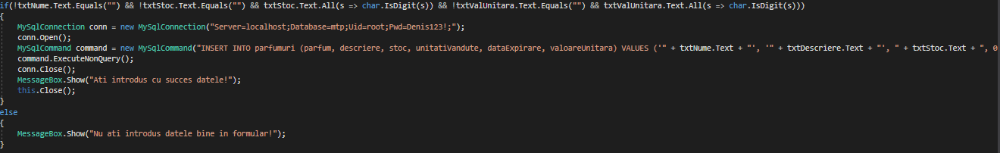 if(!txtNume.Text.Equals("") && !txtStoc.Text.Equals("") && txtStoc.Text.All(s => char.IsDigit(s)) && !txtValUnitara.Text.Equals("") && txtValUnitara.Text.All(s => char.IsDigit(s)))
{
MySqlConnection conn = new MySqlConnection("Server=localhost;Database=mtp;Uid=root;Pwd=Denis123!;");
conn.Open();
MySqlCommand command = new MySqlCommand("INSERT INTO parfumuri (parfum, descriere, stoc, unitatiVandute, dataExpirare, valoareUnitara) VALUES ('" + txtNume.Text + "', '" + txtDescriere.Text + "', " + txtStoc.Text + ", 0
command.ExecuteNonQuery();
conn.Close();
MessageBox.Show("Ati introdus cu succes datele!");
this.Close();
}
else
{
MessageBox.Show("Nu ati introdus datele bine in formular!");
}